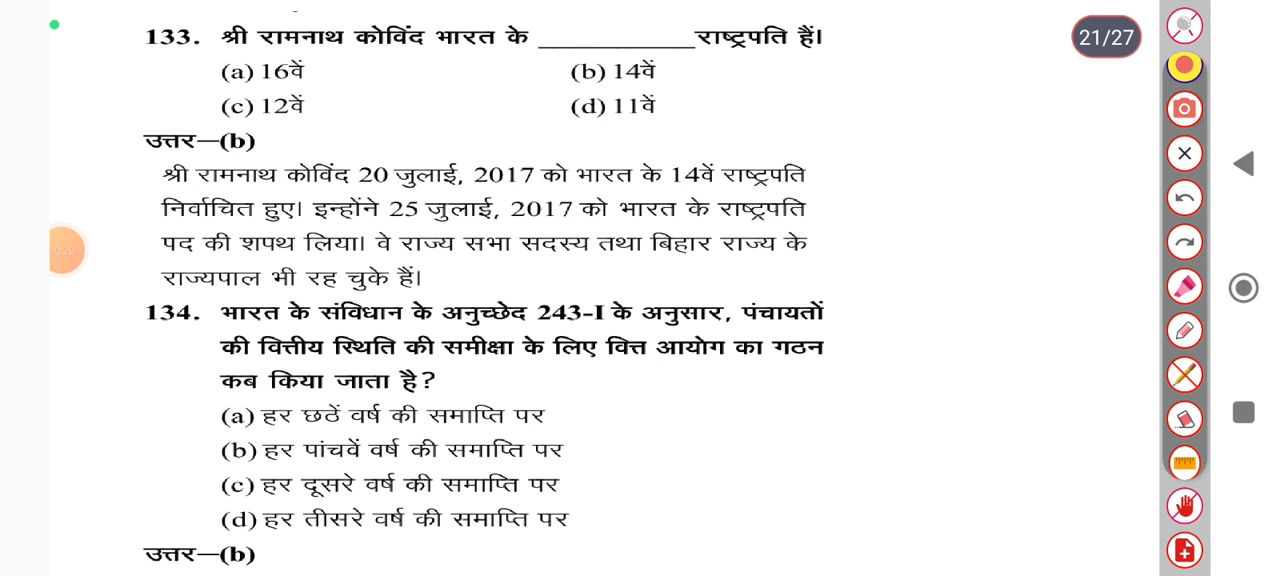 133. श्री रामनाथ कोविंद भारत के ____________राष्ट्रपति हैं।
21/27
(a) 16वें (b) 14वें
(c) 12वें (d) 11वें
उत्तर—(b)
श्री रामनाथ कोविंद 20 जुलाई, 2017 को भारत के 14वें राष्ट्रपति
निर्वाचित हुए। इन्होंने 25 जुलाई, 2017 को भारत के राष्ट्रपति
पद की शपथ लिया। वे राज्य सभा सदस्य तथा बिहार राज्य के
राज्यपाल भी रह चुके हैं।
134. भारत के संविधान के अनुच्छेद 243-I के अनुसार, पंचायतों
की वित्तीय स्थिति की समीक्षा के लिए वित्त आयोग का गठन
कब किया जाता है?
(a) हर छठें वर्ष की समाप्ति पर
(b) हर पांचवें वर्ष की समाप्ति पर
(c) हर दूसरे वर्ष की समाप्ति पर
(d) हर तीसरे वर्ष की समाप्ति पर
उत्तर—(b)